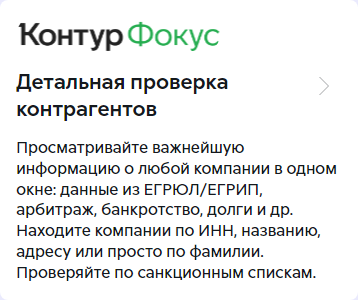 Контур Фокус
Детальная проверка
контрагентов
Просматривайте важнейшую
информацию о любой компании в одном
окне: данные из ЕГРЮЛ/ЕГРИП,
арбитраж, банкротство, долги и др.
Находите компании по ИНН, названию,
адресу или просто по фамилии.
Проверяйте по санкционным спискам.